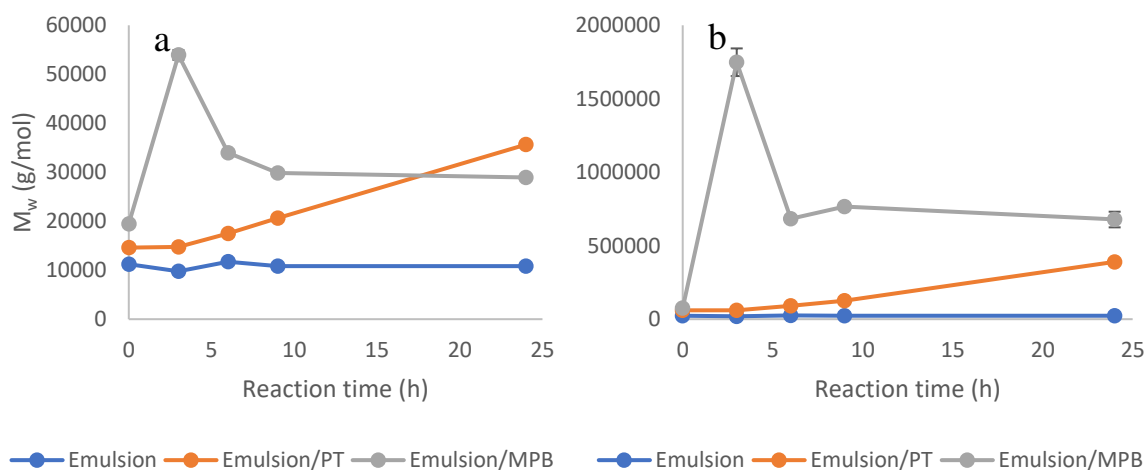 a
60000
50000
40000
30000
20000
10000
0
M_w (g/mol)
0 5 10 15 20 25
Reaction time (h)
Emulsion Emulsion/PT Emulsion/MPB
b
2000000
1500000
1000000
500000
0
0 5 10 15 20 25
Reaction time (h)
Emulsion Emulsion/PT Emulsion/MPB